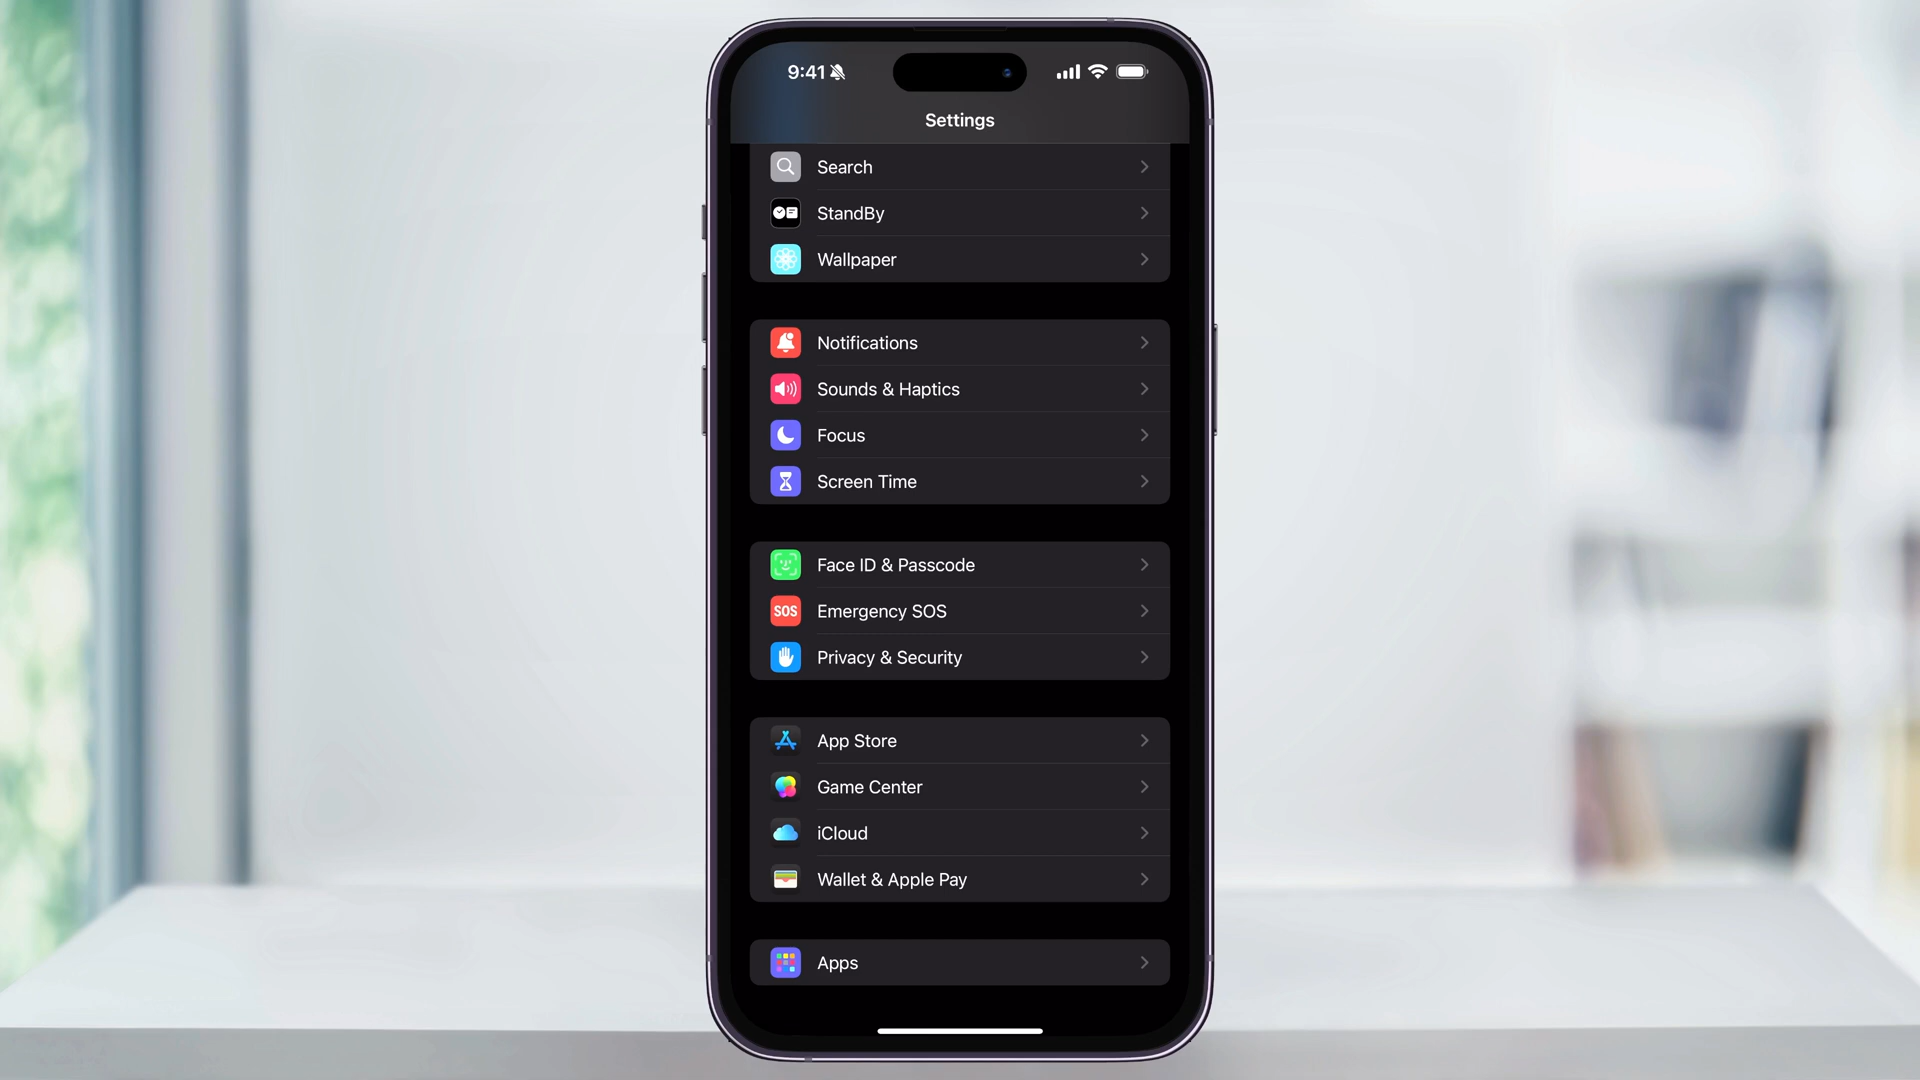 9:41
Settings
Search
StandBy
Wallpaper
Notifications
Sounds & Haptics
Focus
Screen Time
Face ID & Passcode
SOS Emergency SOS
Privacy & Security
App Store
Game Center
iCloud
Wallet & Apple Pay
Apps